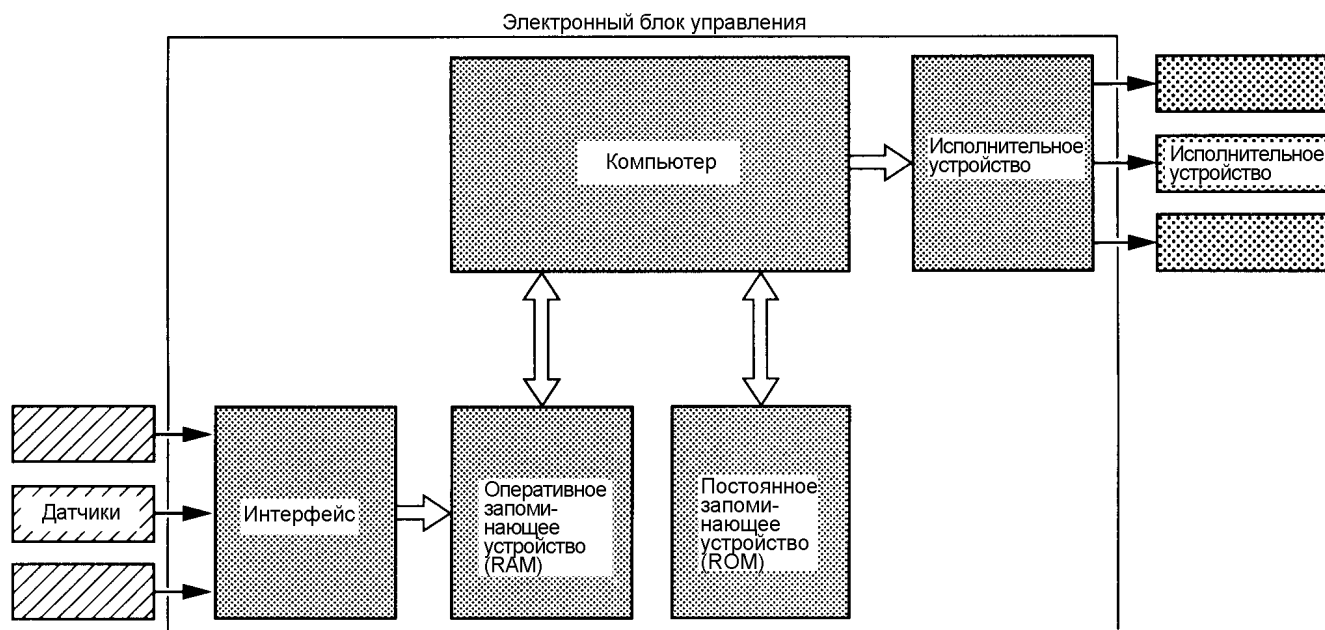 Электронный блок управления
Компьютер
Исполнительное
устройство
Исполнительное
устройство
Датчики
Интерфейс
Оперативное
запоми-
нающее
устройство
(RAM)
Постоянное
запоми-
нающее
устройство
(ROM)